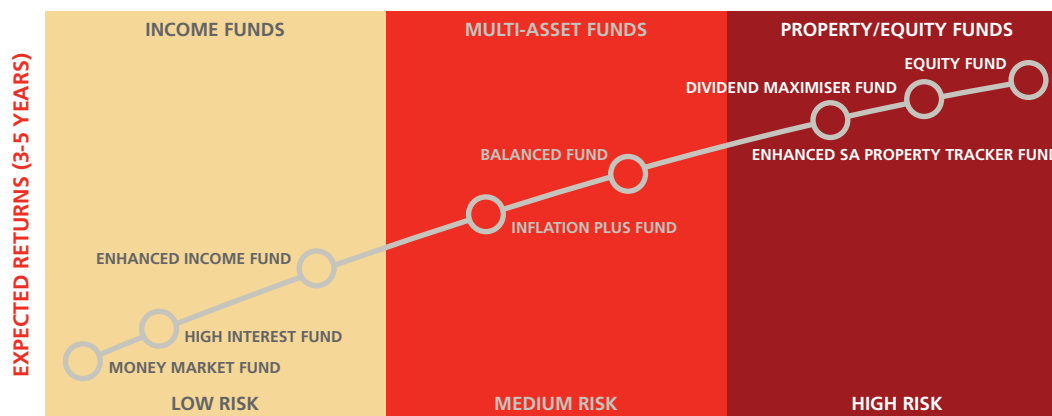 EXPECTED RETURNS (3-5 YEARS)
INCOME FUNDS
MULTI-ASSET FUNDS
PROPERTY/EQUITY FUNDS
EQUITY FUND
DIVIDEND MAXIMISER FUND
ENHANCED SA PROPERTY TRACKER FUND
BALANCED FUND
INFLATION PLUS FUND
ENHANCED INCOME FUND
HIGH INTEREST FUND
MONEY MARKET FUND
LOW RISK
MEDIUM RISK
HIGH RISK